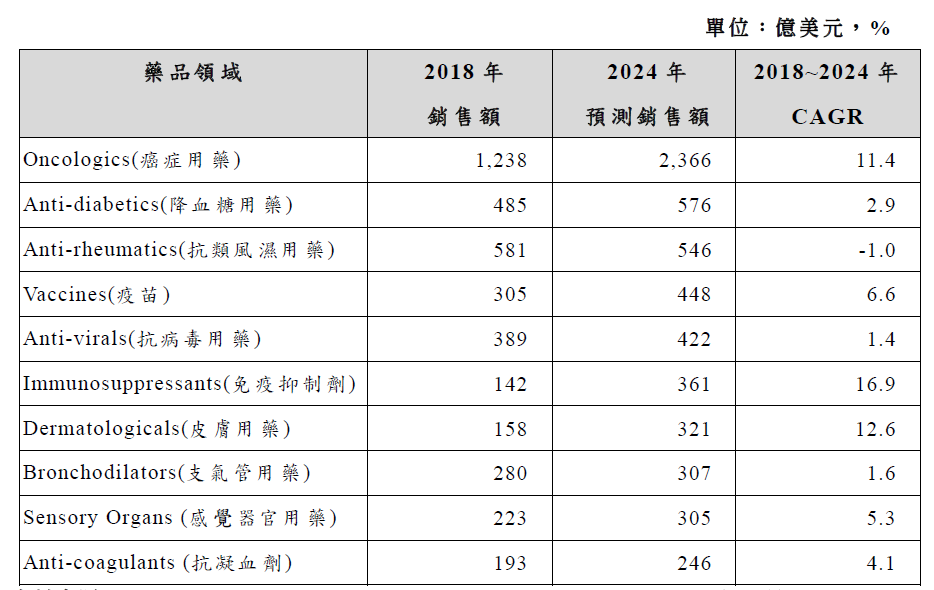 單位：億美元，%
藥品領域 2018 年 銷售額 2024 年 預測銷售額 2018~2024 年 CAGR
Oncologics(癌症用藥) 1,238 2,366 11.4
Anti-diabetics(降血糖用藥) 485 576 2.9
Anti-rheumatics(抗類風濕用藥) 581 546 -1.0
Vaccines(疫苗) 305 448 6.6
Anti-virals(抗病毒用藥) 389 422 1.4
Immunosuppressants(免疫抑制劑) 142 361 16.9
Dermatologicals(皮膚用藥) 158 321 12.6
Bronchodilators(支氣管用藥) 280 307 1.6
Sensory Organs (感覺器官用藥) 223 305 5.3
Anti-coagulants (抗凝血劑) 193 246 4.1